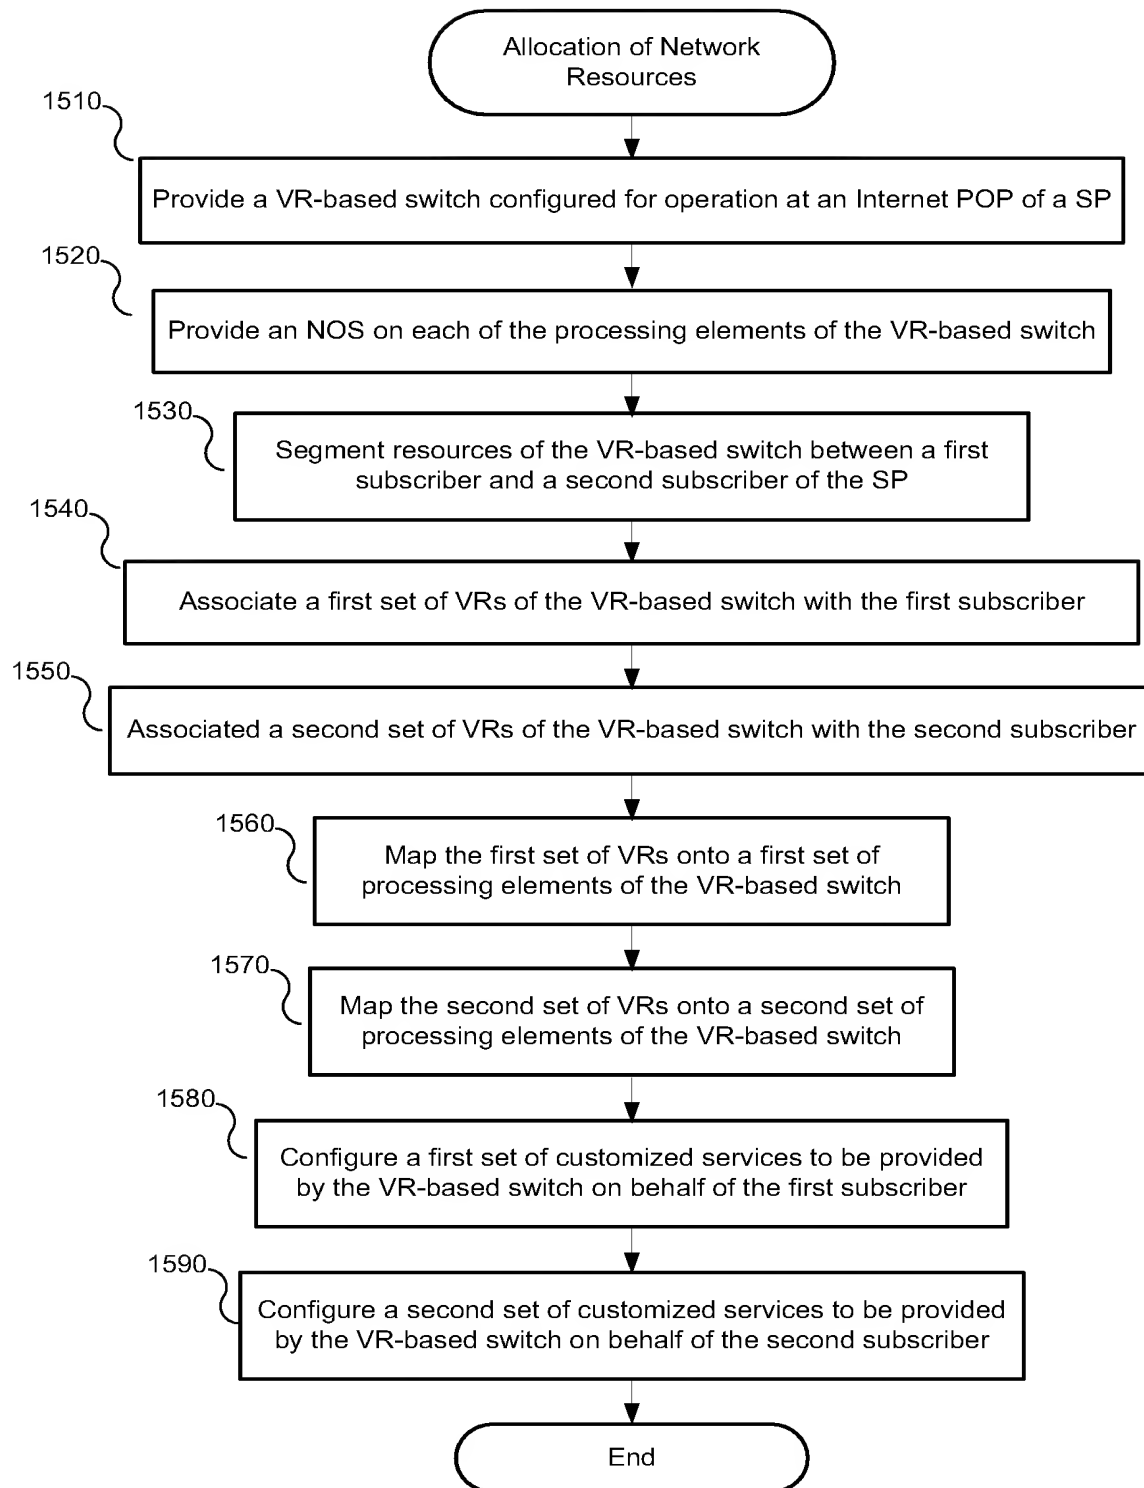 Allocation of Network
Resources
1510
Provide a VR-based switch configured for operation at an Internet POP of a SP
1520
Provide an NOS on each of the processing elements of the VR-based switch
1530
Segment resources of the VR-based switch between a first
subscriber and a second subscriber of the SP
1540
Associate a first set of VRs of the VR-based switch with the first subscriber
1550
Associated a second set of VRs of the VR-based switch with the second subscriber
1560
Map the first set of VRs onto a first set of
processing elements of the VR-based switch
1570
Map the second set of VRs onto a second set of
processing elements of the VR-based switch
1580
Configure a first set of customized services to be provided
by the VR-based switch on behalf of the first subscriber
1590
Configure a second set of customized services to be provided
by the VR-based switch on behalf of the second subscriber
End